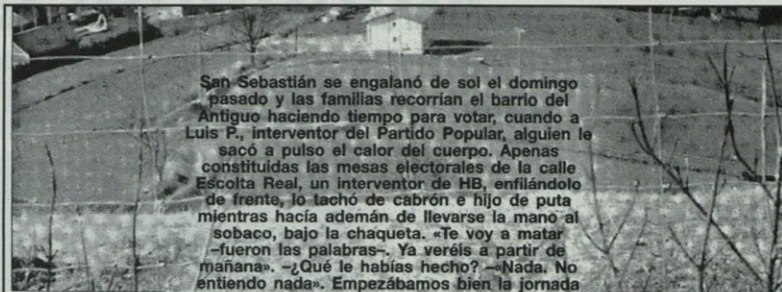 San Sebastián se engalanó de sol el domingo
pasado y las familias recorrían el barrio del
Antiguo haciendo tiempo para votar, cuando a
Luis P., interventor del Partido Popular, alguien le
sacó a pulso el calor del cuerpo. Apenas
constituidas las mesas electorales de la calle
Escolta Real, un interventor de HB, enfilándolo
de frente, lo tachó de cabrón e hijo de puta
mientras hacía ademán de llevarse la mano al
sobaco, bajo la chaqueta. «Te voy a matar
–fueron las palabras–. Ya veréis a partir de
mañana». –¿Qué le habías hecho? –«Nada. No
entiendo nada». Empezábamos bien la jornada